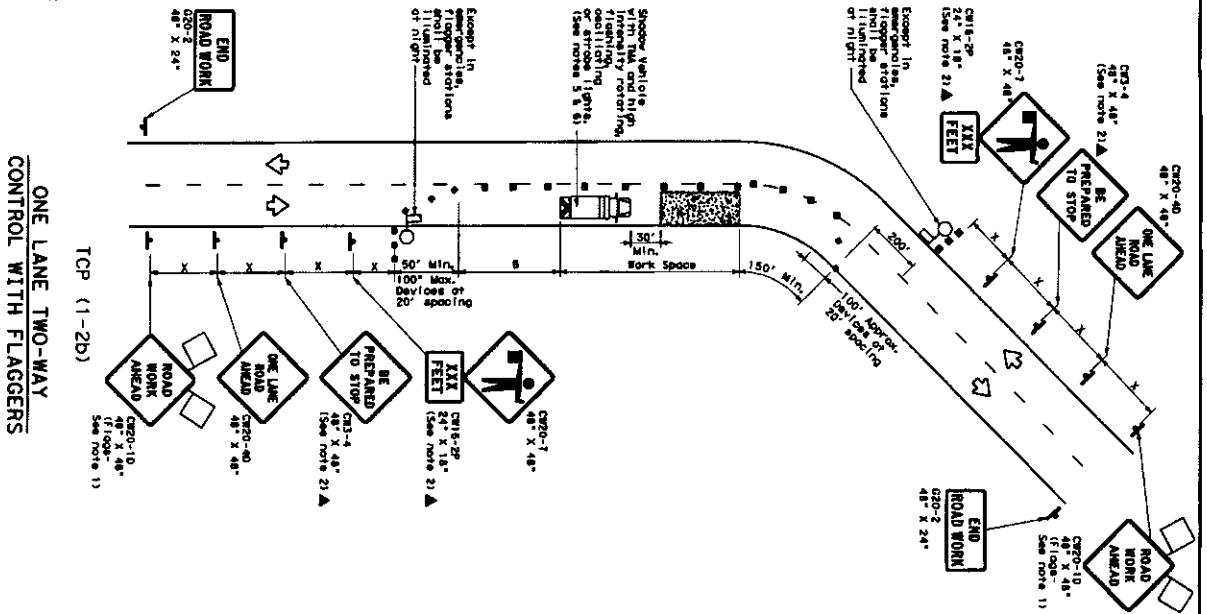 CW20-4D
48" X 48"
ONE LANE
ROAD
AHEAD
CW3-4
48" X 48"
(See note 2)▲
BE
PREPARED
TO STOP
CW20-7
48" X 48"
CW16-2P
24" X 18"
(See note 2)▲
XXX
FEET
Except in
emergencies,
flagger stations
shall be
illuminated
at night
Shadow Vehicle
with TMA and high
intensity rotating,
flashing,
oscillating
or strobe lights.
(See notes 5 & 6)
Except in
emergencies,
flagger stations
shall be
illuminated
at night
END
ROAD WORK
G20-2
48" X 24"
X
X
X
X
200'
100' Approx.
Devices at
20' spacing
150' Min.
30'
Min.
Work Space
B
50' Min.
100' Max.
Devices at
20' spacing
X
X
X
X
ROAD
WORK
AHEAD
CW20-1D
48" X 48"
(Flags-
See note 1)
END
ROAD WORK
G20-2
48" X 24"
CW20-7
48" X 48"
XXX
FEET
CW16-2P
24" X 18"
(See note 2)▲
BE
PREPARED
TO STOP
CW3-4
48" X 48"
(See note 2)▲
ONE LANE
ROAD
AHEAD
CW20-4D
48" X 48"
ROAD
WORK
AHEAD
CW20-1D
48" X 48"
(Flags-
See note 1)
TCP (1-2b)
ONE LANE TWO-WAY
CONTROL WITH FLAGGERS